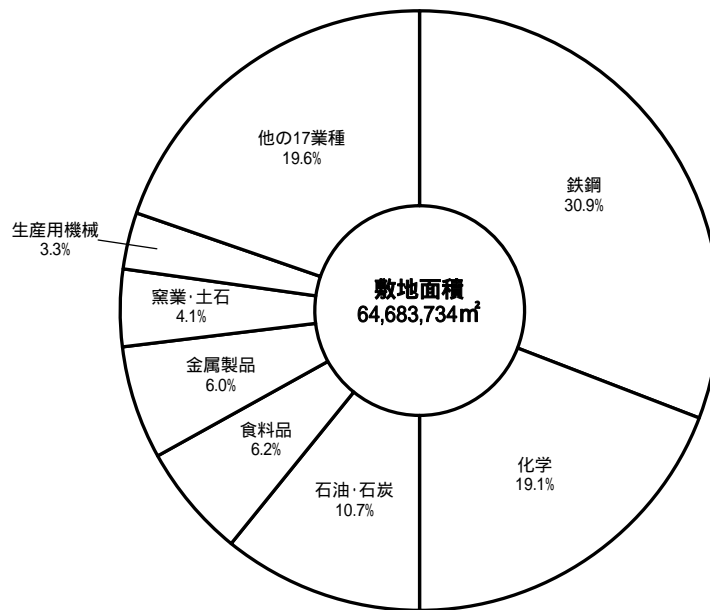 鉄鋼
30.9%
化学
19.1%
石油･石炭
10.7%
食料品
6.2%
金属製品
6.0%
窯業･土石
4.1%
生産用機械
3.3%
他の17業種
19.6%
敷地面積
64,683,734㎡